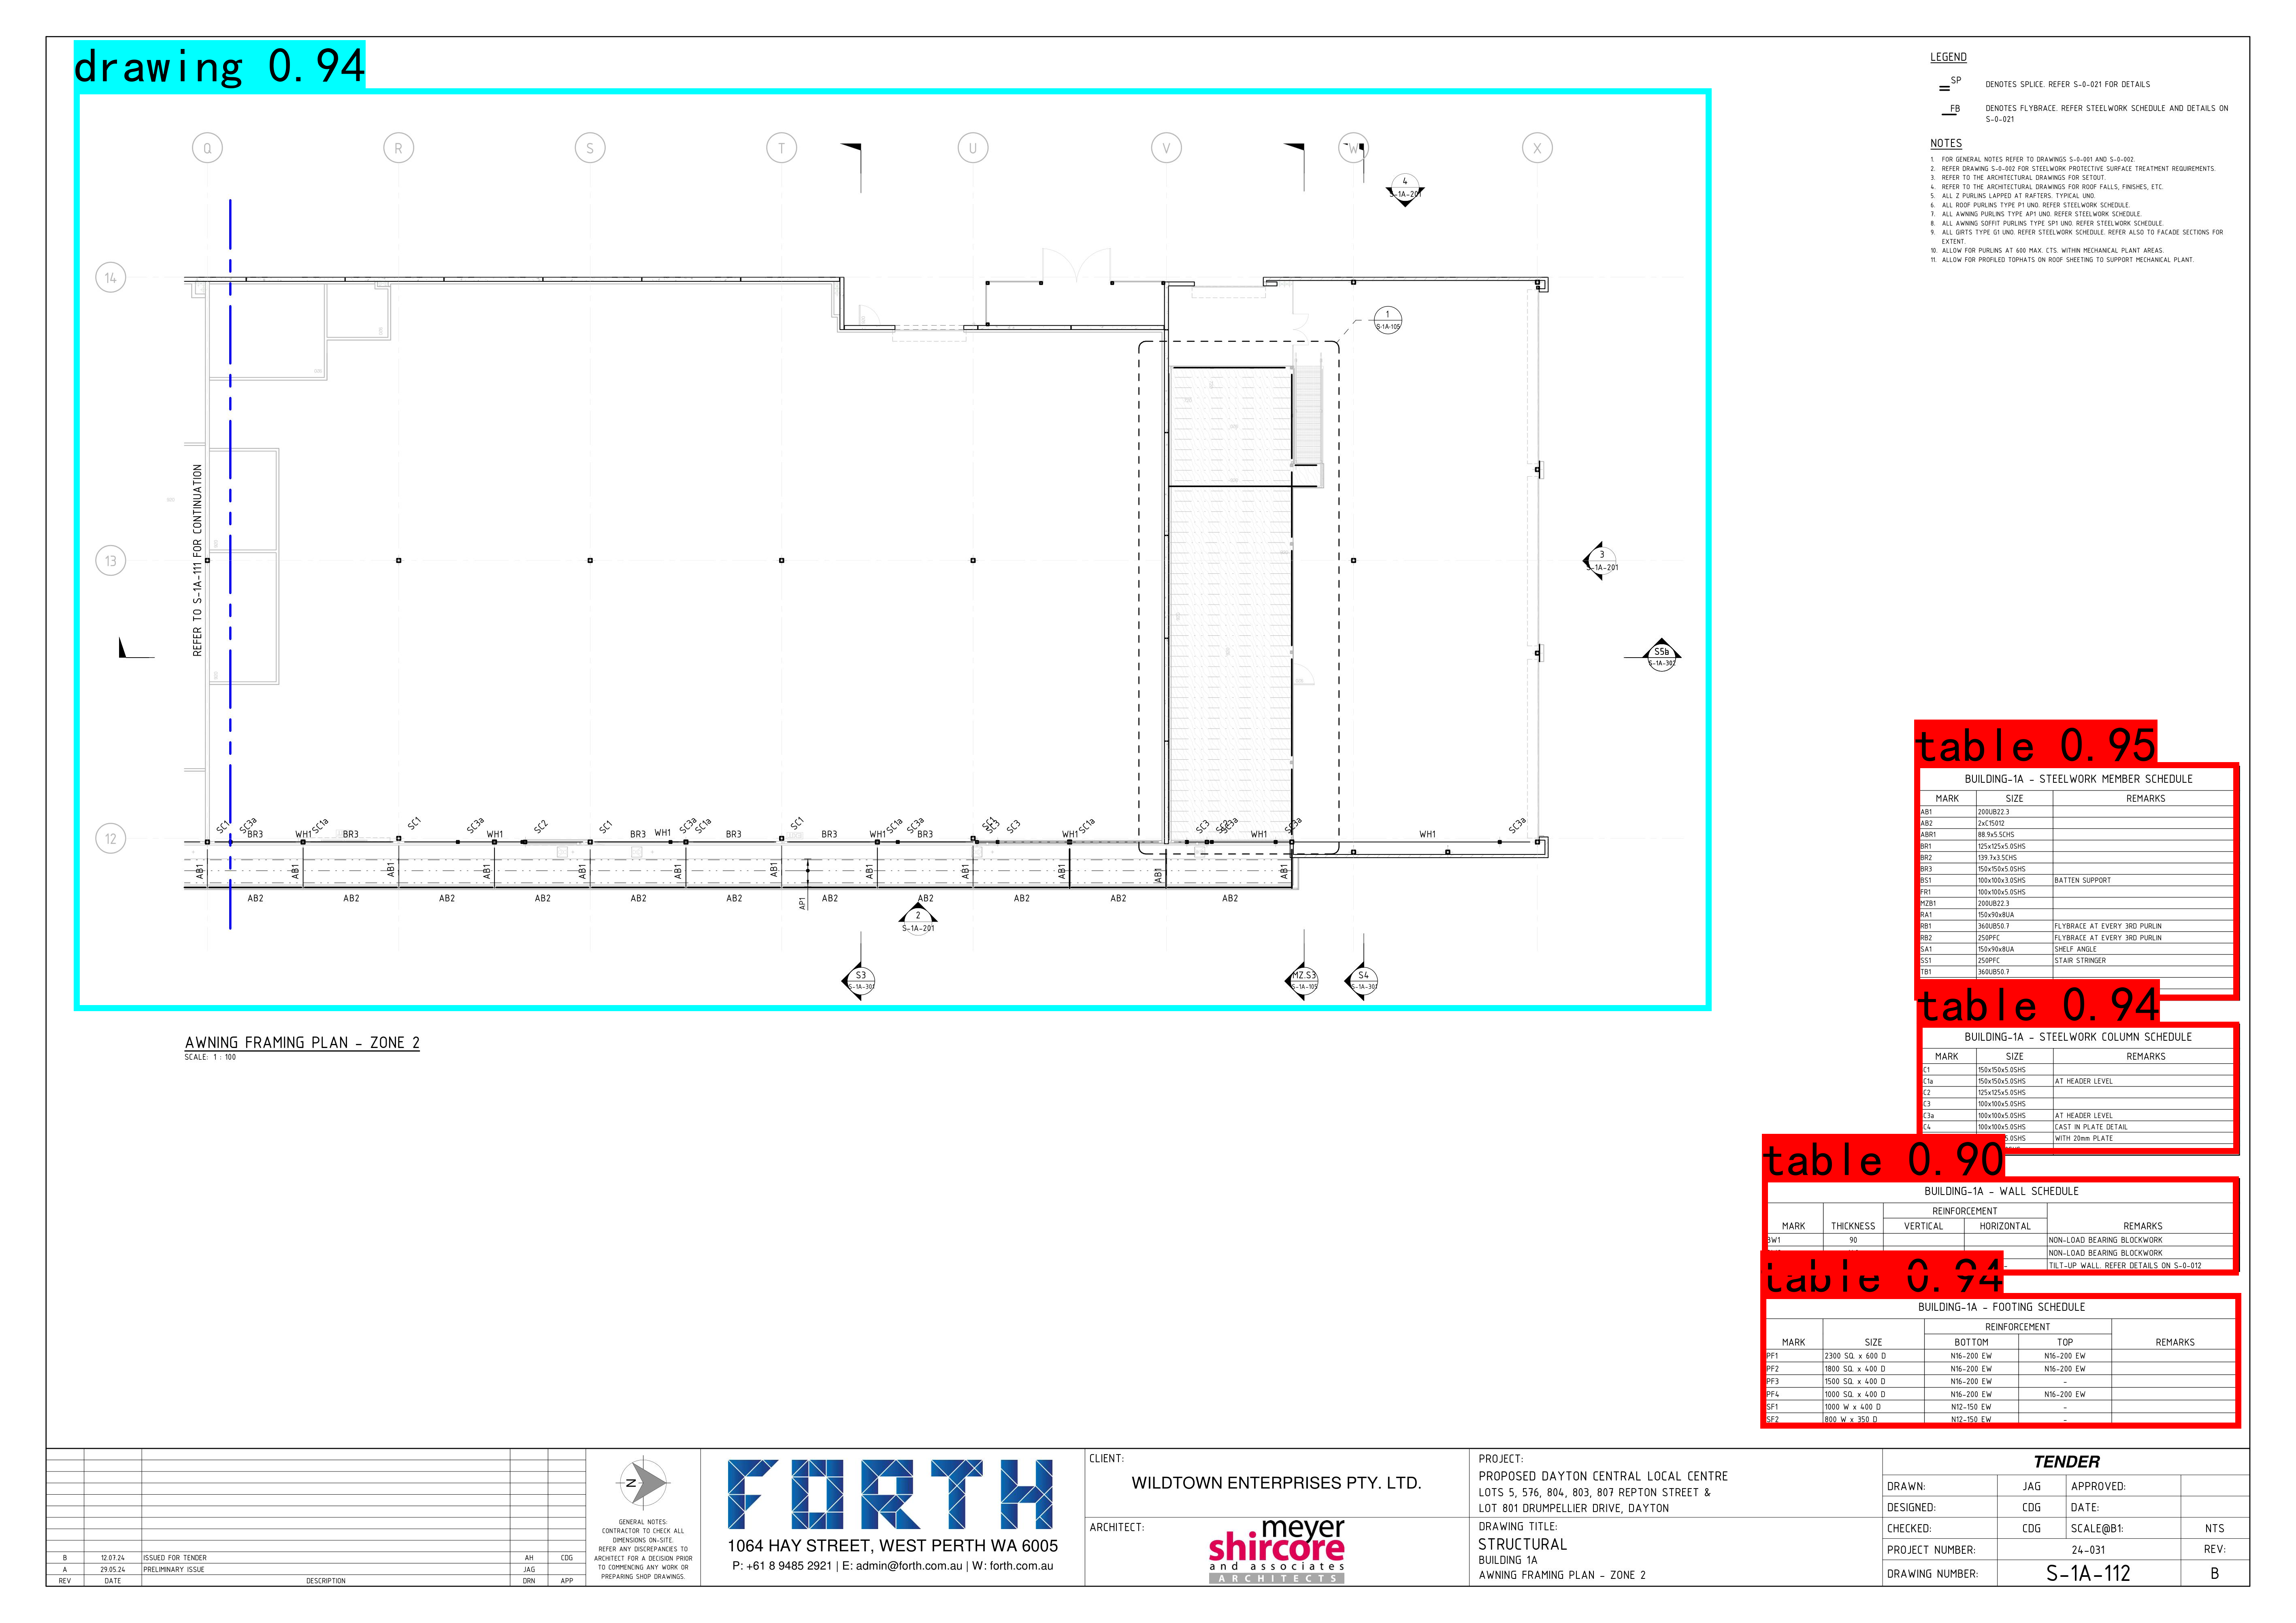 drawing 0.94
Q R S T U V W X
14
13
12
4
S-1A-201
1
S-1A-105
3
S-1A-201
S5b
S-1A-302
REFER TO S-1A-111 FOR CONTINUATION
SC1 SC3a SC1a SC1 SC3a SC2 SC1 SC3a SC1a SC1 SC1a SC3a SC1 SC3 SC3 SC1a SC3 SC2 SC3a SC3a SC3a
BR3 WH1 BR3 WH1 BR3 WH1 BR3 BR3 WH1 BR3 WH1 WH1 WH1
AB1 AB1 AB1 AB1 AB1 AB1 AB1 AB1 AB1 AB1 AB1 AB1
AB2 AB2 AB2 AB2 AB2 AB2 AB2 AB2 AB2 AB2 AB2
AP1
2
S-1A-201
S3
S-1A-301
MZ.S3
S-1A-105
S4
S-1A-301
AWNING FRAMING PLAN - ZONE 2
SCALE: 1 : 100
LEGEND
SP DENOTES SPLICE. REFER S-0-021 FOR DETAILS
FB DENOTES FLYBRACE. REFER STEELWORK SCHEDULE AND DETAILS ON
S-0-021
NOTES
1. FOR GENERAL NOTES REFER TO DRAWINGS S-0-001 AND S-0-002.
2. REFER DRAWING S-0-002 FOR STEELWORK PROTECTIVE SURFACE TREATMENT REQUIREMENTS.
3. REFER TO THE ARCHITECTURAL DRAWINGS FOR SETOUT.
4. REFER TO THE ARCHITECTURAL DRAWINGS FOR ROOF FALLS, FINISHES, ETC.
5. ALL Z PURLINS LAPPED AT RAFTERS. TYPICAL UNO.
6. ALL ROOF PURLINS TYPE P1 UNO. REFER STEELWORK SCHEDULE.
7. ALL AWNING PURLINS TYPE AP1 UNO. REFER STEELWORK SCHEDULE.
8. ALL AWNING SOFFIT PURLINS TYPE SP1 UNO. REFER STEELWORK SCHEDULE.
9. ALL GIRTS TYPE G1 UNO. REFER STEELWORK SCHEDULE. REFER ALSO TO FACADE SECTIONS FOR
EXTENT.
10. ALLOW FOR PURLINS AT 600 MAX. CTS. WITHIN MECHANICAL PLANT AREAS.
11. ALLOW FOR PROFILED TOPHATS ON ROOF SHEETING TO SUPPORT MECHANICAL PLANT.
table 0.95
BUILDING-1A - STEELWORK MEMBER SCHEDULE
MARK SIZE REMARKS
AB1 200UB22.3
AB2 2xC15012
ABR1 88.9x5.5CHS
BR1 125x125x5.0SHS
BR2 139.7x3.5CHS
BR3 150x150x5.0SHS
BS1 100x100x3.0SHS BATTEN SUPPORT
FR1 100x100x5.0SHS
MZB1 200UB22.3
RA1 150x90x8UA
RB1 360UB50.7 FLYBRACE AT EVERY 3RD PURLIN
RB2 250PFC FLYBRACE AT EVERY 3RD PURLIN
SA1 150x90x8UA SHELF ANGLE
SS1 250PFC STAIR STRINGER
TB1 360UB50.7
table 0.94
BUILDING-1A - STEELWORK COLUMN SCHEDULE
MARK SIZE REMARKS
C1 150x150x5.0SHS
C1a 150x150x5.0SHS AT HEADER LEVEL
C2 125x125x5.0SHS
C3 100x100x5.0SHS
C3a 100x100x5.0SHS AT HEADER LEVEL
C4 100x100x5.0SHS CAST IN PLATE DETAIL
5.0SHS WITH 20mm PLATE
table 0.90
BUILDING-1A - WALL SCHEDULE
MARK THICKNESS REINFORCEMENT REMARKS
VERTICAL HORIZONTAL
BW1 90 NON-LOAD BEARING BLOCKWORK
NON-LOAD BEARING BLOCKWORK
- TILT-UP WALL. REFER DETAILS ON S-0-012
table 0.94
BUILDING-1A - FOOTING SCHEDULE
MARK SIZE REINFORCEMENT REMARKS
BOTTOM TOP
PF1 2300 SQ. x 600 D N16-200 EW N16-200 EW
PF2 1800 SQ. x 400 D N16-200 EW N16-200 EW
PF3 1500 SQ. x 400 D N16-200 EW -
PF4 1000 SQ. x 400 D N16-200 EW N16-200 EW
SF1 1000 W x 400 D N12-150 EW -
SF2 800 W x 350 D N12-150 EW -
B 12.07.24 ISSUED FOR TENDER AH CDG
A 29.05.24 PRELIMINARY ISSUE JAG
REV DATE DESCRIPTION DRN APP
N
GENERAL NOTES:
CONTRACTOR TO CHECK ALL
DIMENSIONS ON-SITE.
REFER ANY DISCREPANCIES TO
ARCHITECT FOR A DECISION PRIOR
TO COMMENCING ANY WORK OR
PREPARING SHOP DRAWINGS.
FORTH
1064 HAY STREET, WEST PERTH WA 6005
P: +61 8 9485 2921 | E: admin@forth.com.au | W: forth.com.au
CLIENT:
WILDTOWN ENTERPRISES PTY. LTD.
ARCHITECT:
meyer
shircore
and associates
ARCHITECTS
PROJECT:
PROPOSED DAYTON CENTRAL LOCAL CENTRE
LOTS 5, 576, 804, 803, 807 REPTON STREET &
LOT 801 DRUMPELLIER DRIVE, DAYTON
DRAWING TITLE:
STRUCTURAL
BUILDING 1A
AWNING FRAMING PLAN - ZONE 2
TENDER
DRAWN: JAG APPROVED:
DESIGNED: CDG DATE:
CHECKED: CDG SCALE@B1: NTS
PROJECT NUMBER: 24-031 REV:
DRAWING NUMBER: S-1A-112 B